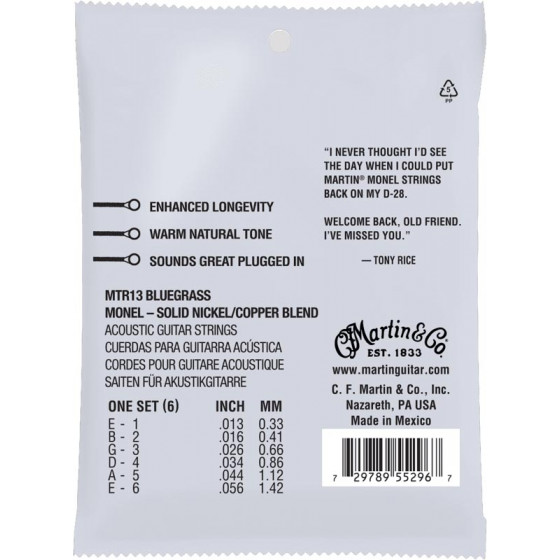 5
PP
"I NEVER THOUGHT I'D SEE
THE DAY WHEN I COULD PUT
MARTIN® MONEL STRINGS
BACK ON MY D-28.
WELCOME BACK, OLD FRIEND.
I'VE MISSED YOU."
— TONY RICE
ENHANCED LONGEVITY
WARM NATURAL TONE
SOUNDS GREAT PLUGGED IN
MTR13 BLUEGRASS
MONEL – SOLID NICKEL/COPPER BLEND
ACOUSTIC GUITAR STRINGS
CUERDAS PARA GUITARRA ACÚSTICA
CORDES POUR GUITARE ACOUSTIQUE
SAITEN FÜR AKUSTIKGITARRE
ONE SET (6) INCH MM
E - 1 .013 0.33
B - 2 .016 0.41
G - 3 .026 0.66
D - 4 .034 0.86
A - 5 .044 1.12
E - 6 .056 1.42
Martin & Co.
EST. 1833
www.martinguitar.com
C. F. Martin & Co., Inc.
Nazareth, PA USA
Made in Mexico
7 29789 55296 7